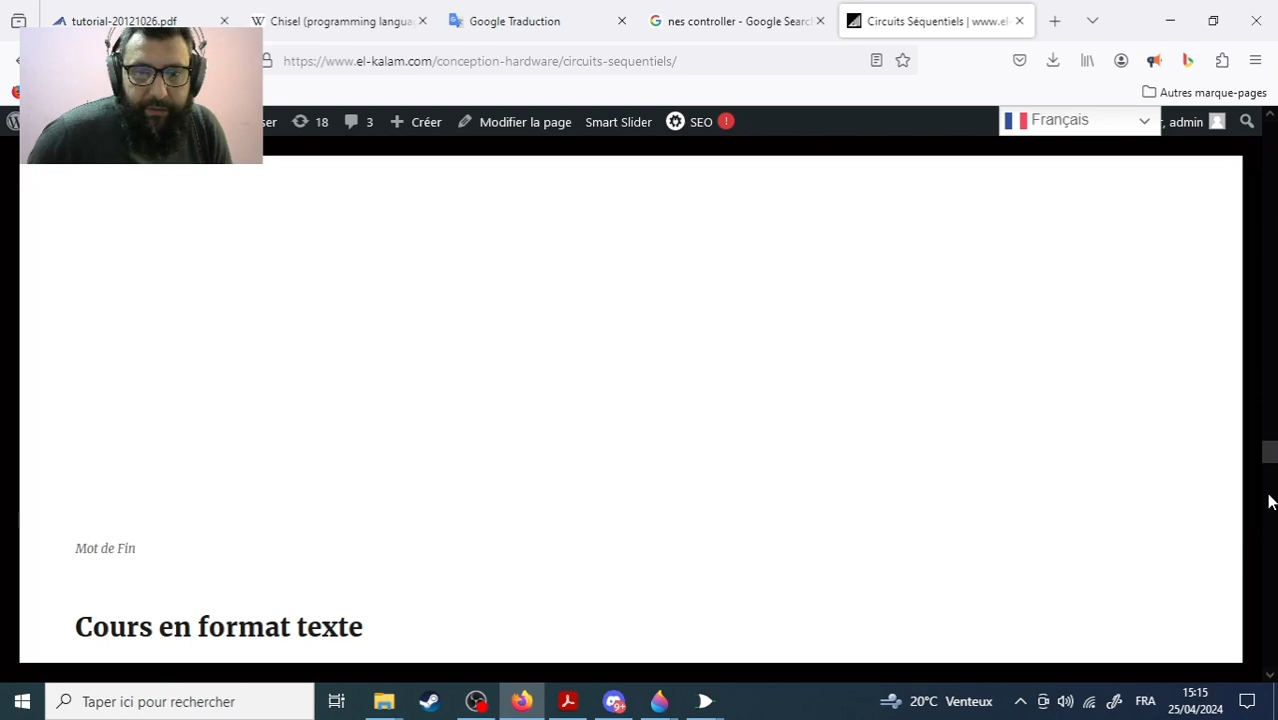 tutorial-20121026.pdf
Chisel (programming langua
Google Traduction
nes controller - Google Searc
Circuits Séquentiels | www.el-
https://www.el-kalam.com/conception-hardware/circuits-sequentiels/
Autres marque-pages
ser
18
3
Créer
Modifier la page
Smart Slider
SEO
!
Français
, admin
Mot de Fin
Cours en format texte
Taper ici pour rechercher
9+
20°C Venteux
FRA
15:15
25/04/2024